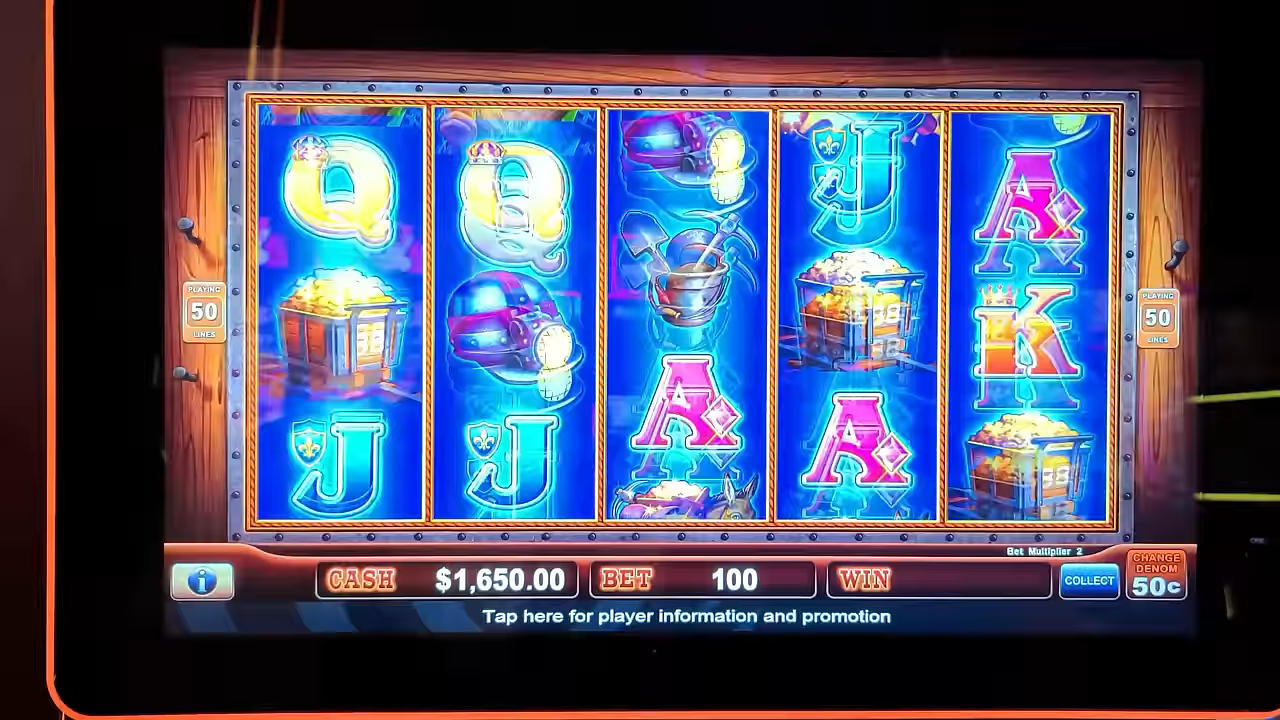 Q
Q
J
A
PLAYING
50
LINES
K
PLAYING
50
LINES
A
A
J
J
Bet Multiplier 2
CASH $1,650.00 BET 100 WIN
COLLECT
CHANGE
DENOM
50c
Tap here for player information and promotion